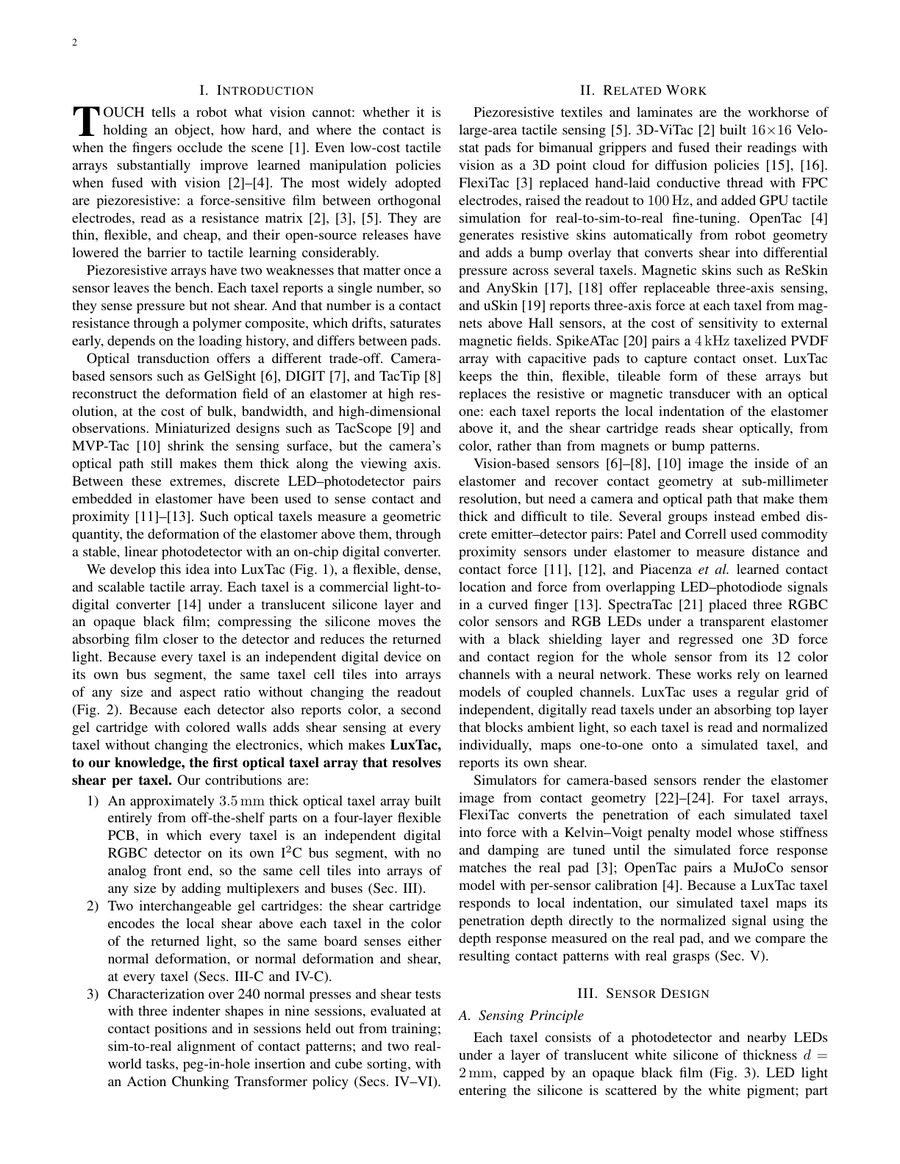 2
I. INTRODUCTION
TOUCH tells a robot what vision cannot: whether it is
holding an object, how hard, and where the contact is
when the fingers occlude the scene [1]. Even low-cost tactile
arrays substantially improve learned manipulation policies
when fused with vision [2]–[4]. The most widely adopted
are piezoresistive: a force-sensitive film between orthogonal
electrodes, read as a resistance matrix [2], [3], [5]. They are
thin, flexible, and cheap, and their open-source releases have
lowered the barrier to tactile learning considerably.
Piezoresistive arrays have two weaknesses that matter once a
sensor leaves the bench. Each taxel reports a single number, so
they sense pressure but not shear. And that number is a contact
resistance through a polymer composite, which drifts, saturates
early, depends on the loading history, and differs between pads.
Optical transduction offers a different trade-off. Camera-
based sensors such as GelSight [6], DIGIT [7], and TacTip [8]
reconstruct the deformation field of an elastomer at high res-
olution, at the cost of bulk, bandwidth, and high-dimensional
observations. Miniaturized designs such as TacScope [9] and
MVP-Tac [10] shrink the sensing surface, but the camera's
optical path still makes them thick along the viewing axis.
Between these extremes, discrete LED–photodetector pairs
embedded in elastomer have been used to sense contact and
proximity [11]–[13]. Such optical taxels measure a geometric
quantity, the deformation of the elastomer above them, through
a stable, linear photodetector with an on-chip digital converter.
We develop this idea into LuxTac (Fig. 1), a flexible, dense,
and scalable tactile array. Each taxel is a commercial light-to-
digital converter [14] under a translucent silicone layer and
an opaque black film; compressing the silicone moves the
absorbing film closer to the detector and reduces the returned
light. Because every taxel is an independent digital device on
its own bus segment, the same taxel cell tiles into arrays
of any size and aspect ratio without changing the readout
(Fig. 2). Because each detector also reports color, a second
gel cartridge with colored walls adds shear sensing at every
taxel without changing the electronics, which makes LuxTac,
to our knowledge, the first optical taxel array that resolves
shear per taxel. Our contributions are:
1) An approximately 3.5 mm thick optical taxel array built
entirely from off-the-shelf parts on a four-layer flexible
PCB, in which every taxel is an independent digital
RGBC detector on its own I²C bus segment, with no
analog front end, so the same cell tiles into arrays of
any size by adding multiplexers and buses (Sec. III).
2) Two interchangeable gel cartridges: the shear cartridge
encodes the local shear above each taxel in the color
of the returned light, so the same board senses either
normal deformation, or normal deformation and shear,
at every taxel (Secs. III-C and IV-C).
3) Characterization over 240 normal presses and shear tests
with three indenter shapes in nine sessions, evaluated at
contact positions and in sessions held out from training;
sim-to-real alignment of contact patterns; and two real-
world tasks, peg-in-hole insertion and cube sorting, with
an Action Chunking Transformer policy (Secs. IV–VI).
II. RELATED WORK
Piezoresistive textiles and laminates are the workhorse of
large-area tactile sensing [5]. 3D-ViTac [2] built 16×16 Velo-
stat pads for bimanual grippers and fused their readings with
vision as a 3D point cloud for diffusion policies [15], [16].
FlexiTac [3] replaced hand-laid conductive thread with FPC
electrodes, raised the readout to 100 Hz, and added GPU tactile
simulation for real-to-sim-to-real fine-tuning. OpenTac [4]
generates resistive skins automatically from robot geometry
and adds a bump overlay that converts shear into differential
pressure across several taxels. Magnetic skins such as ReSkin
and AnySkin [17], [18] offer replaceable three-axis sensing,
and uSkin [19] reports three-axis force at each taxel from mag-
nets above Hall sensors, at the cost of sensitivity to external
magnetic fields. SpikeATac [20] pairs a 4 kHz taxelized PVDF
array with capacitive pads to capture contact onset. LuxTac
keeps the thin, flexible, tileable form of these arrays but
replaces the resistive or magnetic transducer with an optical
one: each taxel reports the local indentation of the elastomer
above it, and the shear cartridge reads shear optically, from
color, rather than from magnets or bump patterns.
Vision-based sensors [6]–[8], [10] image the inside of an
elastomer and recover contact geometry at sub-millimeter
resolution, but need a camera and optical path that make them
thick and difficult to tile. Several groups instead embed dis-
crete emitter–detector pairs: Patel and Correll used commodity
proximity sensors under elastomer to measure distance and
contact force [11], [12], and Piacenza et al. learned contact
location and force from overlapping LED–photodiode signals
in a curved finger [13]. SpectraTac [21] placed three RGBC
color sensors and RGB LEDs under a transparent elastomer
with a black shielding layer and regressed one 3D force
and contact region for the whole sensor from its 12 color
channels with a neural network. These works rely on learned
models of coupled channels. LuxTac uses a regular grid of
independent, digitally read taxels under an absorbing top layer
that blocks ambient light, so each taxel is read and normalized
individually, maps one-to-one onto a simulated taxel, and
reports its own shear.
Simulators for camera-based sensors render the elastomer
image from contact geometry [22]–[24]. For taxel arrays,
FlexiTac converts the penetration of each simulated taxel
into force with a Kelvin–Voigt penalty model whose stiffness
and damping are tuned until the simulated force response
matches the real pad [3]; OpenTac pairs a MuJoCo sensor
model with per-sensor calibration [4]. Because a LuxTac taxel
responds to local indentation, our simulated taxel maps its
penetration depth directly to the normalized signal using the
depth response measured on the real pad, and we compare the
resulting contact patterns with real grasps (Sec. V).
III. SENSOR DESIGN
A. Sensing Principle
Each taxel consists of a photodetector and nearby LEDs
under a layer of translucent white silicone of thickness d =
2 mm, capped by an opaque black film (Fig. 3). LED light
entering the silicone is scattered by the white pigment; part